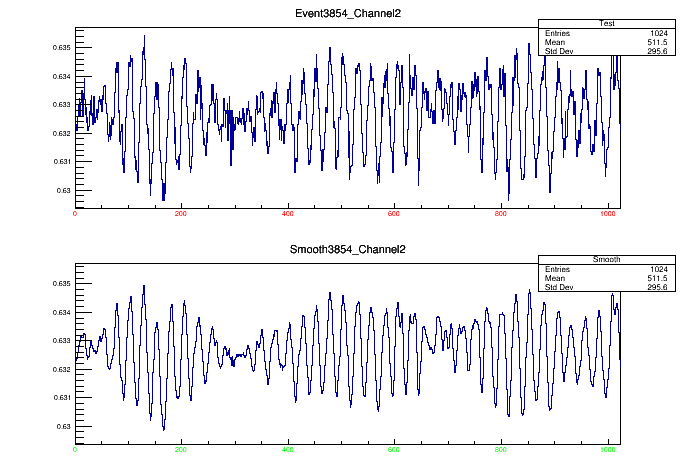 Event3854_Channel2
Test
Entries 1024
Mean 511.5
Std Dev 295.6
0.635
0.634
0.633
0.632
0.631
0.63
0 200 400 600 800 1000
Smooth3854_Channel2
Smooth
Entries 1024
Mean 511.5
Std Dev 295.6
0.635
0.634
0.633
0.632
0.631
0.63
0 200 400 600 800 1000